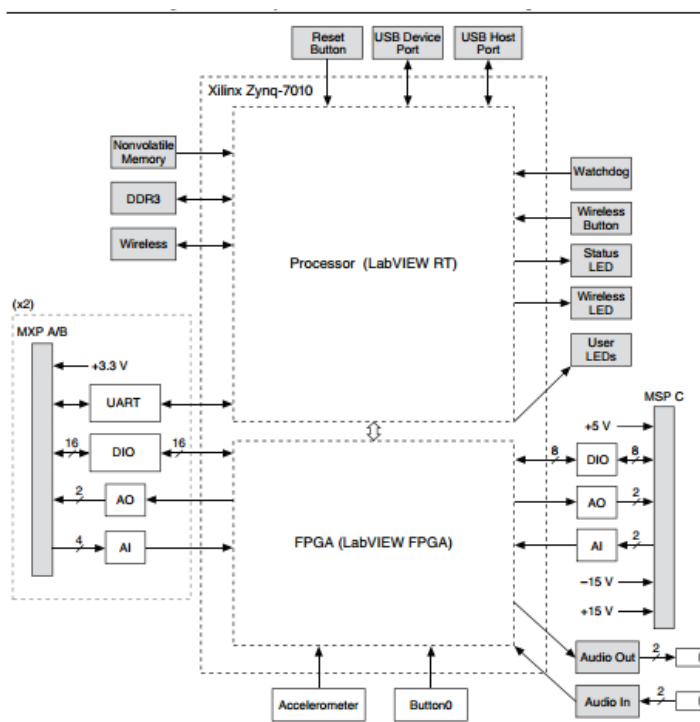 Reset
Button
USB Device
Port
USB Host
Port
Xilinx Zynq-7010
Nonvolatile
Memory
DDR3
Wireless
Processor (LabVIEW RT)
Watchdog
Wireless
Button
Status
LED
Wireless
LED
User
LEDs
(x2)
MXP A/B
+3.3 V
UART
16
DIO
16
2
AO
4
AI
FPGA (LabVIEW FPGA)
MSP C
+5 V
8
DIO
8
AO
2
AI
2
–15 V
+15 V
Audio Out
2
Audio In
2
Accelerometer
Button0